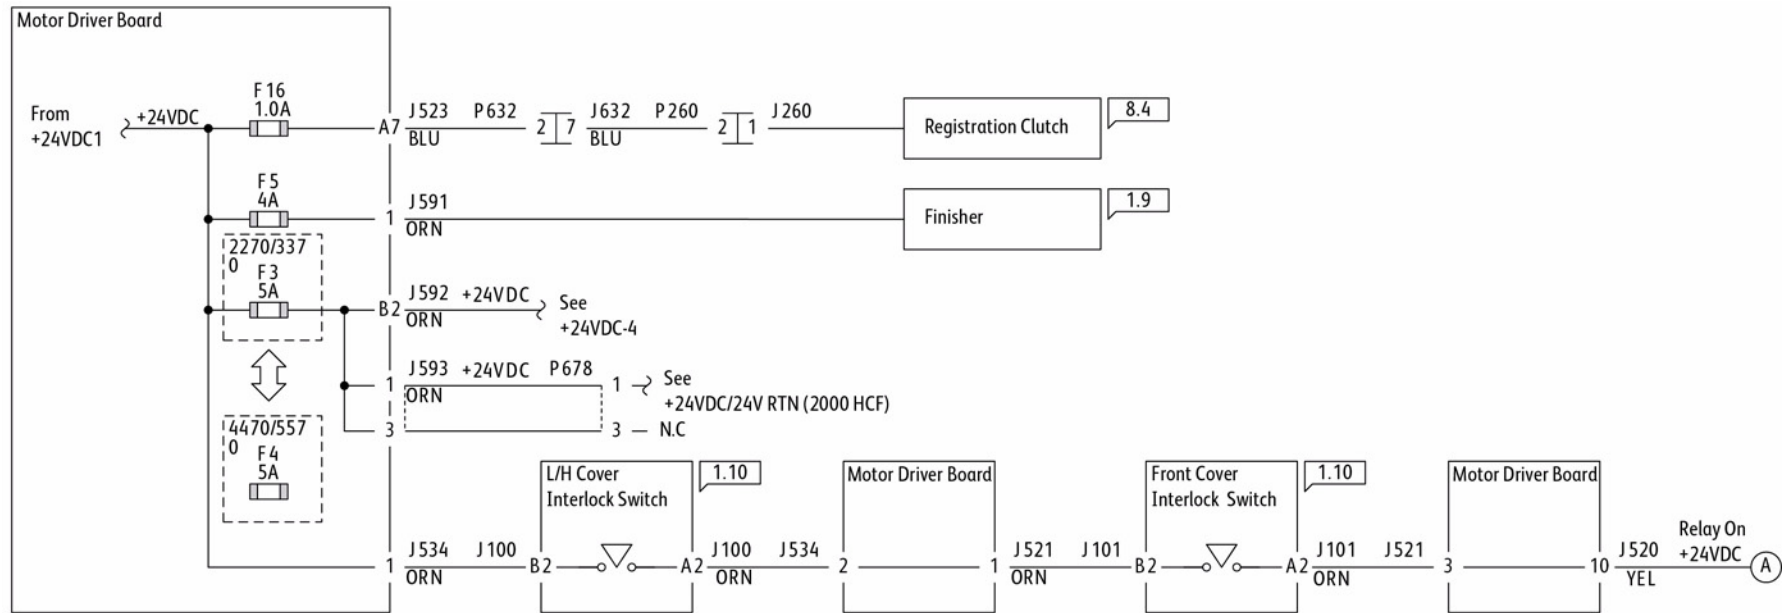 Motor Driver Board
From
+24VDC1
+24VDC
F16
1.0A
A7
J523
BLU
P632
2
7
J632
BLU
P260
2
1
J260
Registration Clutch
8.4
F5
4A
1
J591
ORN
Finisher
1.9
2270/337
0
F3
5A
B2
J592
ORN
+24VDC
See
+24VDC-4
1
J593
ORN
+24VDC
P678
1
See
+24VDC/24V RTN (2000 HCF)
3
3
N.C
4470/557
0
F4
5A
1
J534
ORN
J100
L/H Cover
Interlock Switch
1.10
B2
A2
J100
ORN
J534
Motor Driver Board
2
1
J521
ORN
J101
Front Cover
Interlock Switch
1.10
B2
A2
J101
ORN
J521
Motor Driver Board
3
10
J520
YEL
Relay On
+24VDC
A